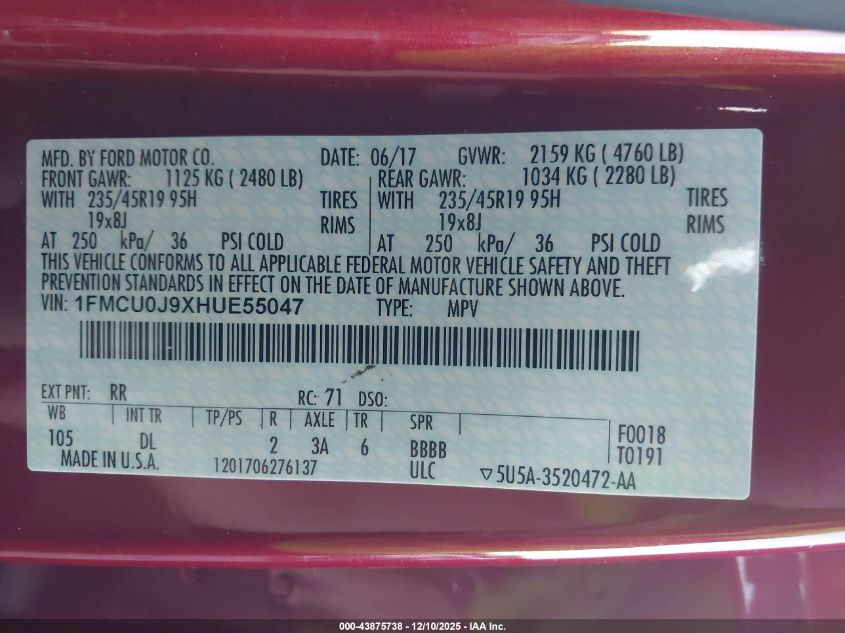 MFD. BY FORD MOTOR CO. DATE: 06/17 GVWR: 2159 KG ( 4760 LB)
FRONT GAWR: 1125 KG ( 2480 LB) REAR GAWR: 1034 KG ( 2280 LB)
WITH 235/45R19 95H TIRES WITH 235/45R19 95H TIRES
19x8J RIMS 19x8J RIMS
AT 250 kPa/ 36 PSI COLD AT 250 kPa/ 36 PSI COLD
THIS VEHICLE CONFORMS TO ALL APPLICABLE FEDERAL MOTOR VEHICLE SAFETY AND THEFT
PREVENTION STANDARDS IN EFFECT ON THE DATE OF MANUFACTURE SHOWN ABOVE.
VIN: 1FMCU0J9XHUE55047 TYPE: MPV
EXT PNT: RR RC: 71 DSO:
WB INT TR TP/PS R AXLE TR SPR
105 DL 2 3A 6 BBBB F0018
MADE IN U.S.A. 1201706276137 ULC T0191
▽5U5A-3520472-AA
000-43875738 - 12/10/2025 - IAA Inc.